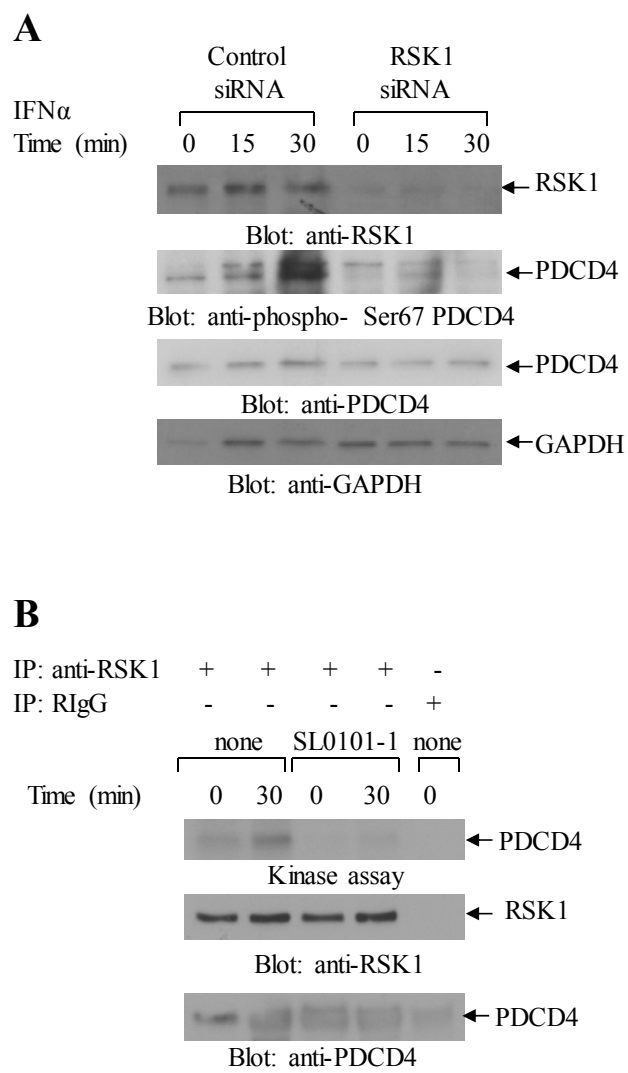 A
Control siRNA
RSK1 siRNA
IFNα
Time (min) 0 15 30 0 15 30
RSK1
Blot: anti-RSK1
PDCD4
Blot: anti-phospho- Ser67 PDCD4
PDCD4
Blot: anti-PDCD4
GAPDH
Blot: anti-GAPDH
B
IP: anti-RSK1 + + + + -
IP: RIgG - - - - +
none SL0101-1 none
Time (min) 0 30 0 30 0
PDCD4
Kinase assay
RSK1
Blot: anti-RSK1
PDCD4
Blot: anti-PDCD4